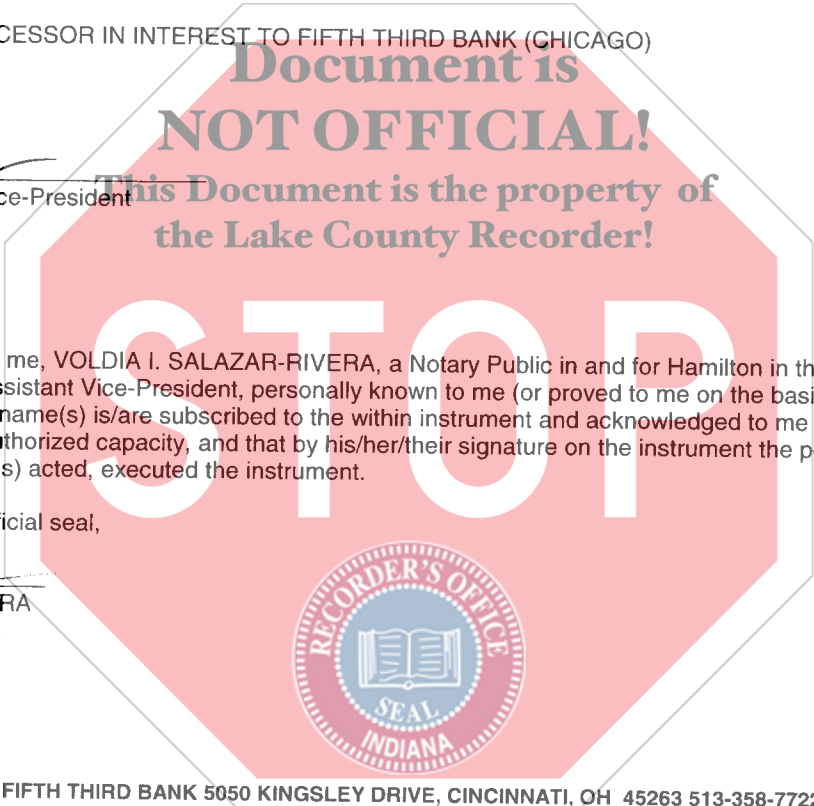 CESSOR IN INTEREST TO FIFTH THIRD BANK (CHICAGO)
Document is
NOT OFFICIAL!
This Document is the property of
the Lake County Recorder!
ce-President
STOP
me, VOLDIA I. SALAZAR-RIVERA, a Notary Public in and for Hamilton in th
ssistant Vice-President, personally known to me (or proved to me on the basi
name(s) is/are subscribed to the within instrument and acknowledged to me
uthorized capacity, and that by his/her/their signature on the instrument the p
s) acted, executed the instrument.
ficial seal,
RA
RECORDER'S OFFICE
SEAL
INDIANA
FIFTH THIRD BANK 5050 KINGSLEY DRIVE, CINCINNATI, OH 45263 513-358-7722